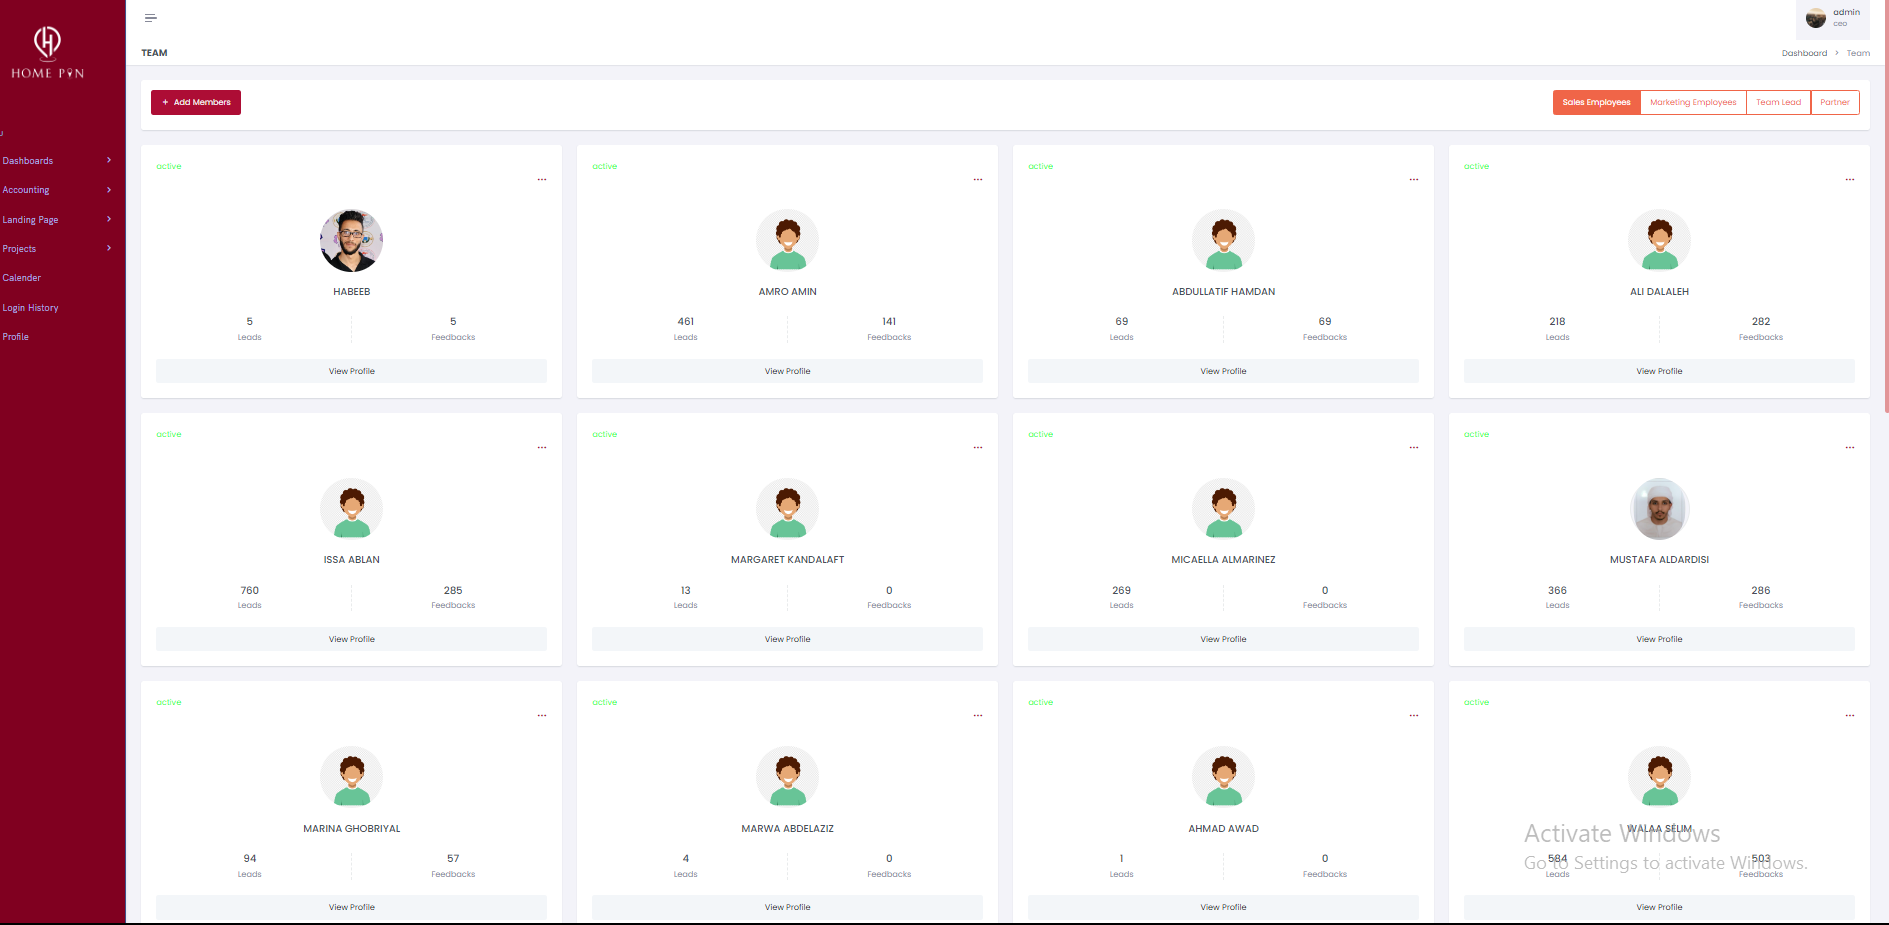 HOME PIN
admin
ceo
TEAM
Dashboard > Team
+ Add Members
Sales Employees Marketing Employees Team Lead Partner
Dashboards
Accounting
Landing Page
Projects
Calender
Login History
Profile
active active active active
HABEEB AMRO AMIN ABDULLATIF HAMDAN ALI DALALEH
5 5 461 141 69 69 218 282
Leads Feedbacks Leads Feedbacks Leads Feedbacks Leads Feedbacks
View Profile View Profile View Profile View Profile
active active active active
ISSA ABLAN MARGARET KANDALAFT MICAELLA ALMARINEZ MUSTAFA ALDARDISI
760 285 13 0 269 0 366 286
Leads Feedbacks Leads Feedbacks Leads Feedbacks Leads Feedbacks
View Profile View Profile View Profile View Profile
active active active active
MARINA GHOBRIYAL MARWA ABDELAZIZ AHMAD AWAD WALAA SELIM
Activate Windows
94 57 4 0 1 0 584 503
Go to Settings to activate Windows.
Leads Feedbacks Leads Feedbacks Leads Feedbacks Leads Feedbacks
View Profile View Profile View Profile View Profile